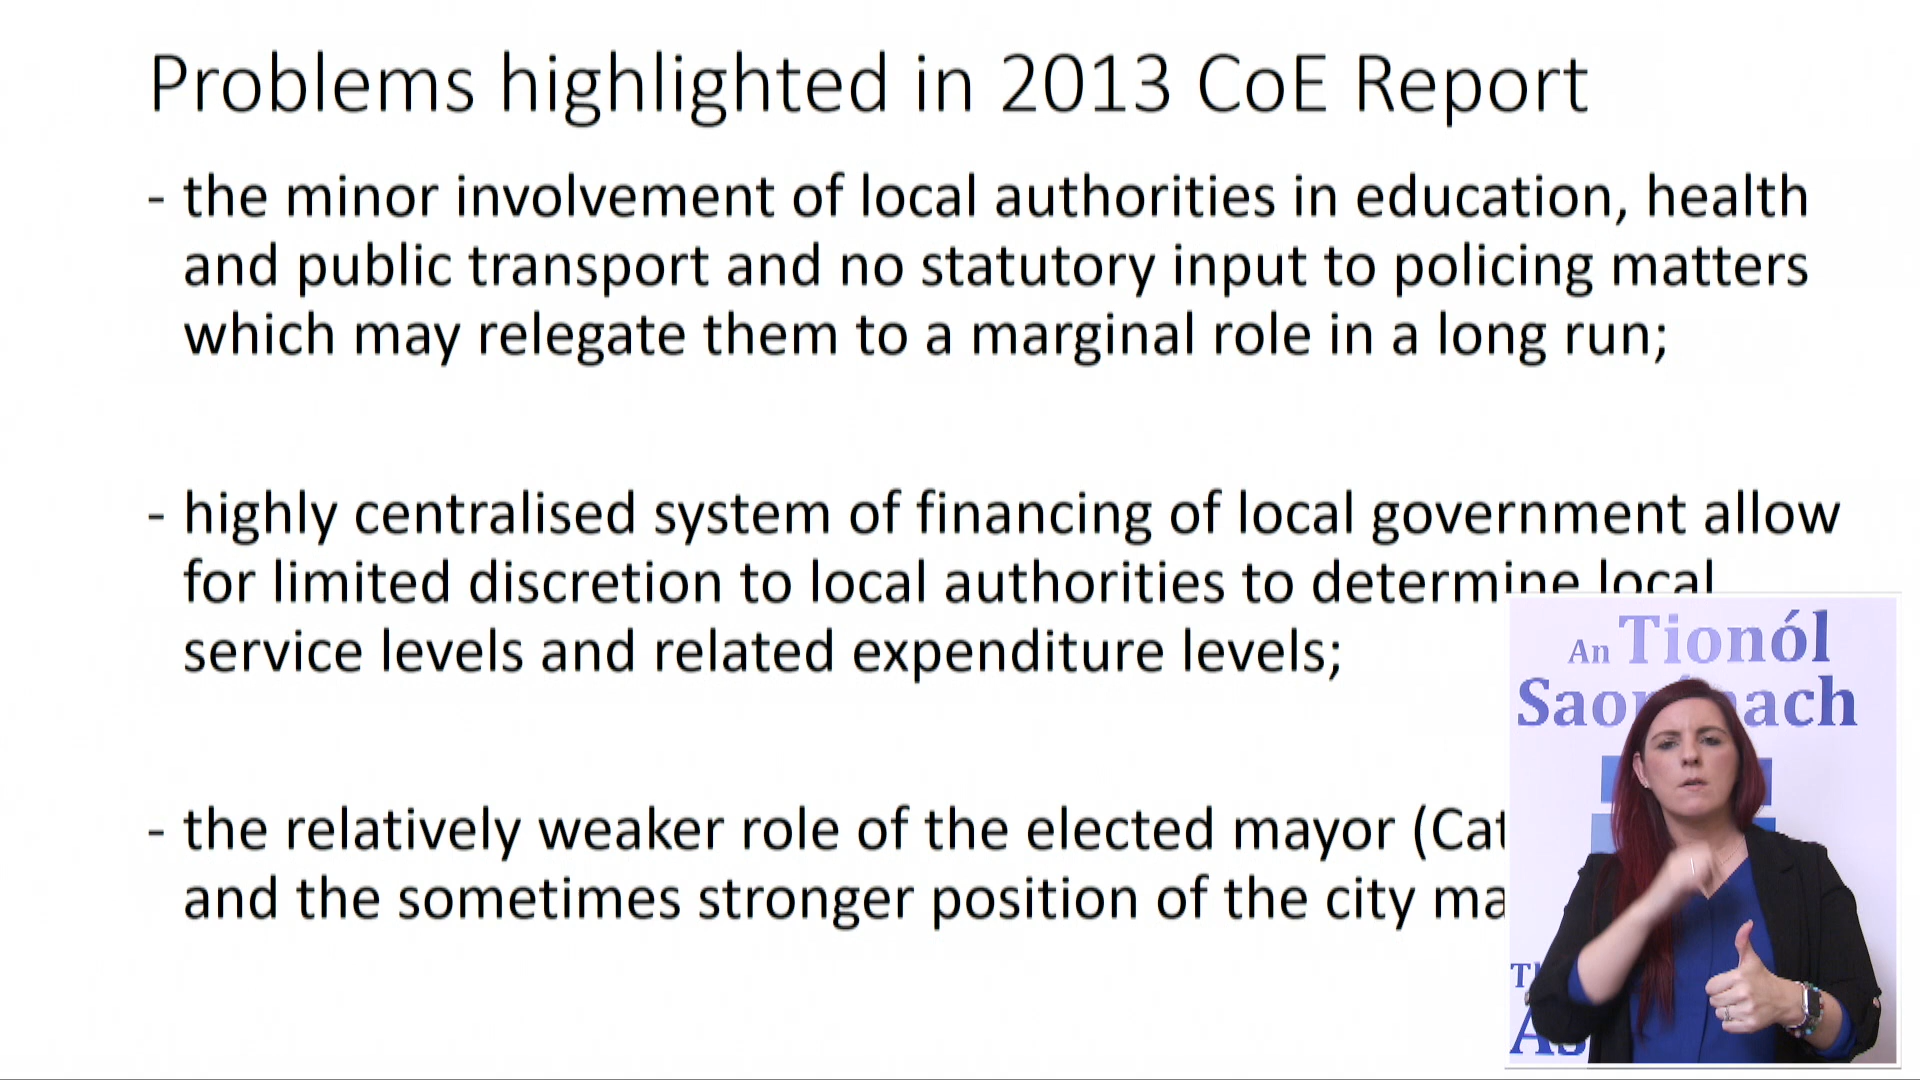 Problems highlighted in 2013 CoE Report
- the minor involvement of local authorities in education, health
and public transport and no statutory input to policing matters
which may relegate them to a marginal role in a long run;
- highly centralised system of financing of local government allow
for limited discretion to local authorities to determine local
service levels and related expenditure levels;
- the relatively weaker role of the elected mayor
and the sometimes stronger position of the city
An Tionól